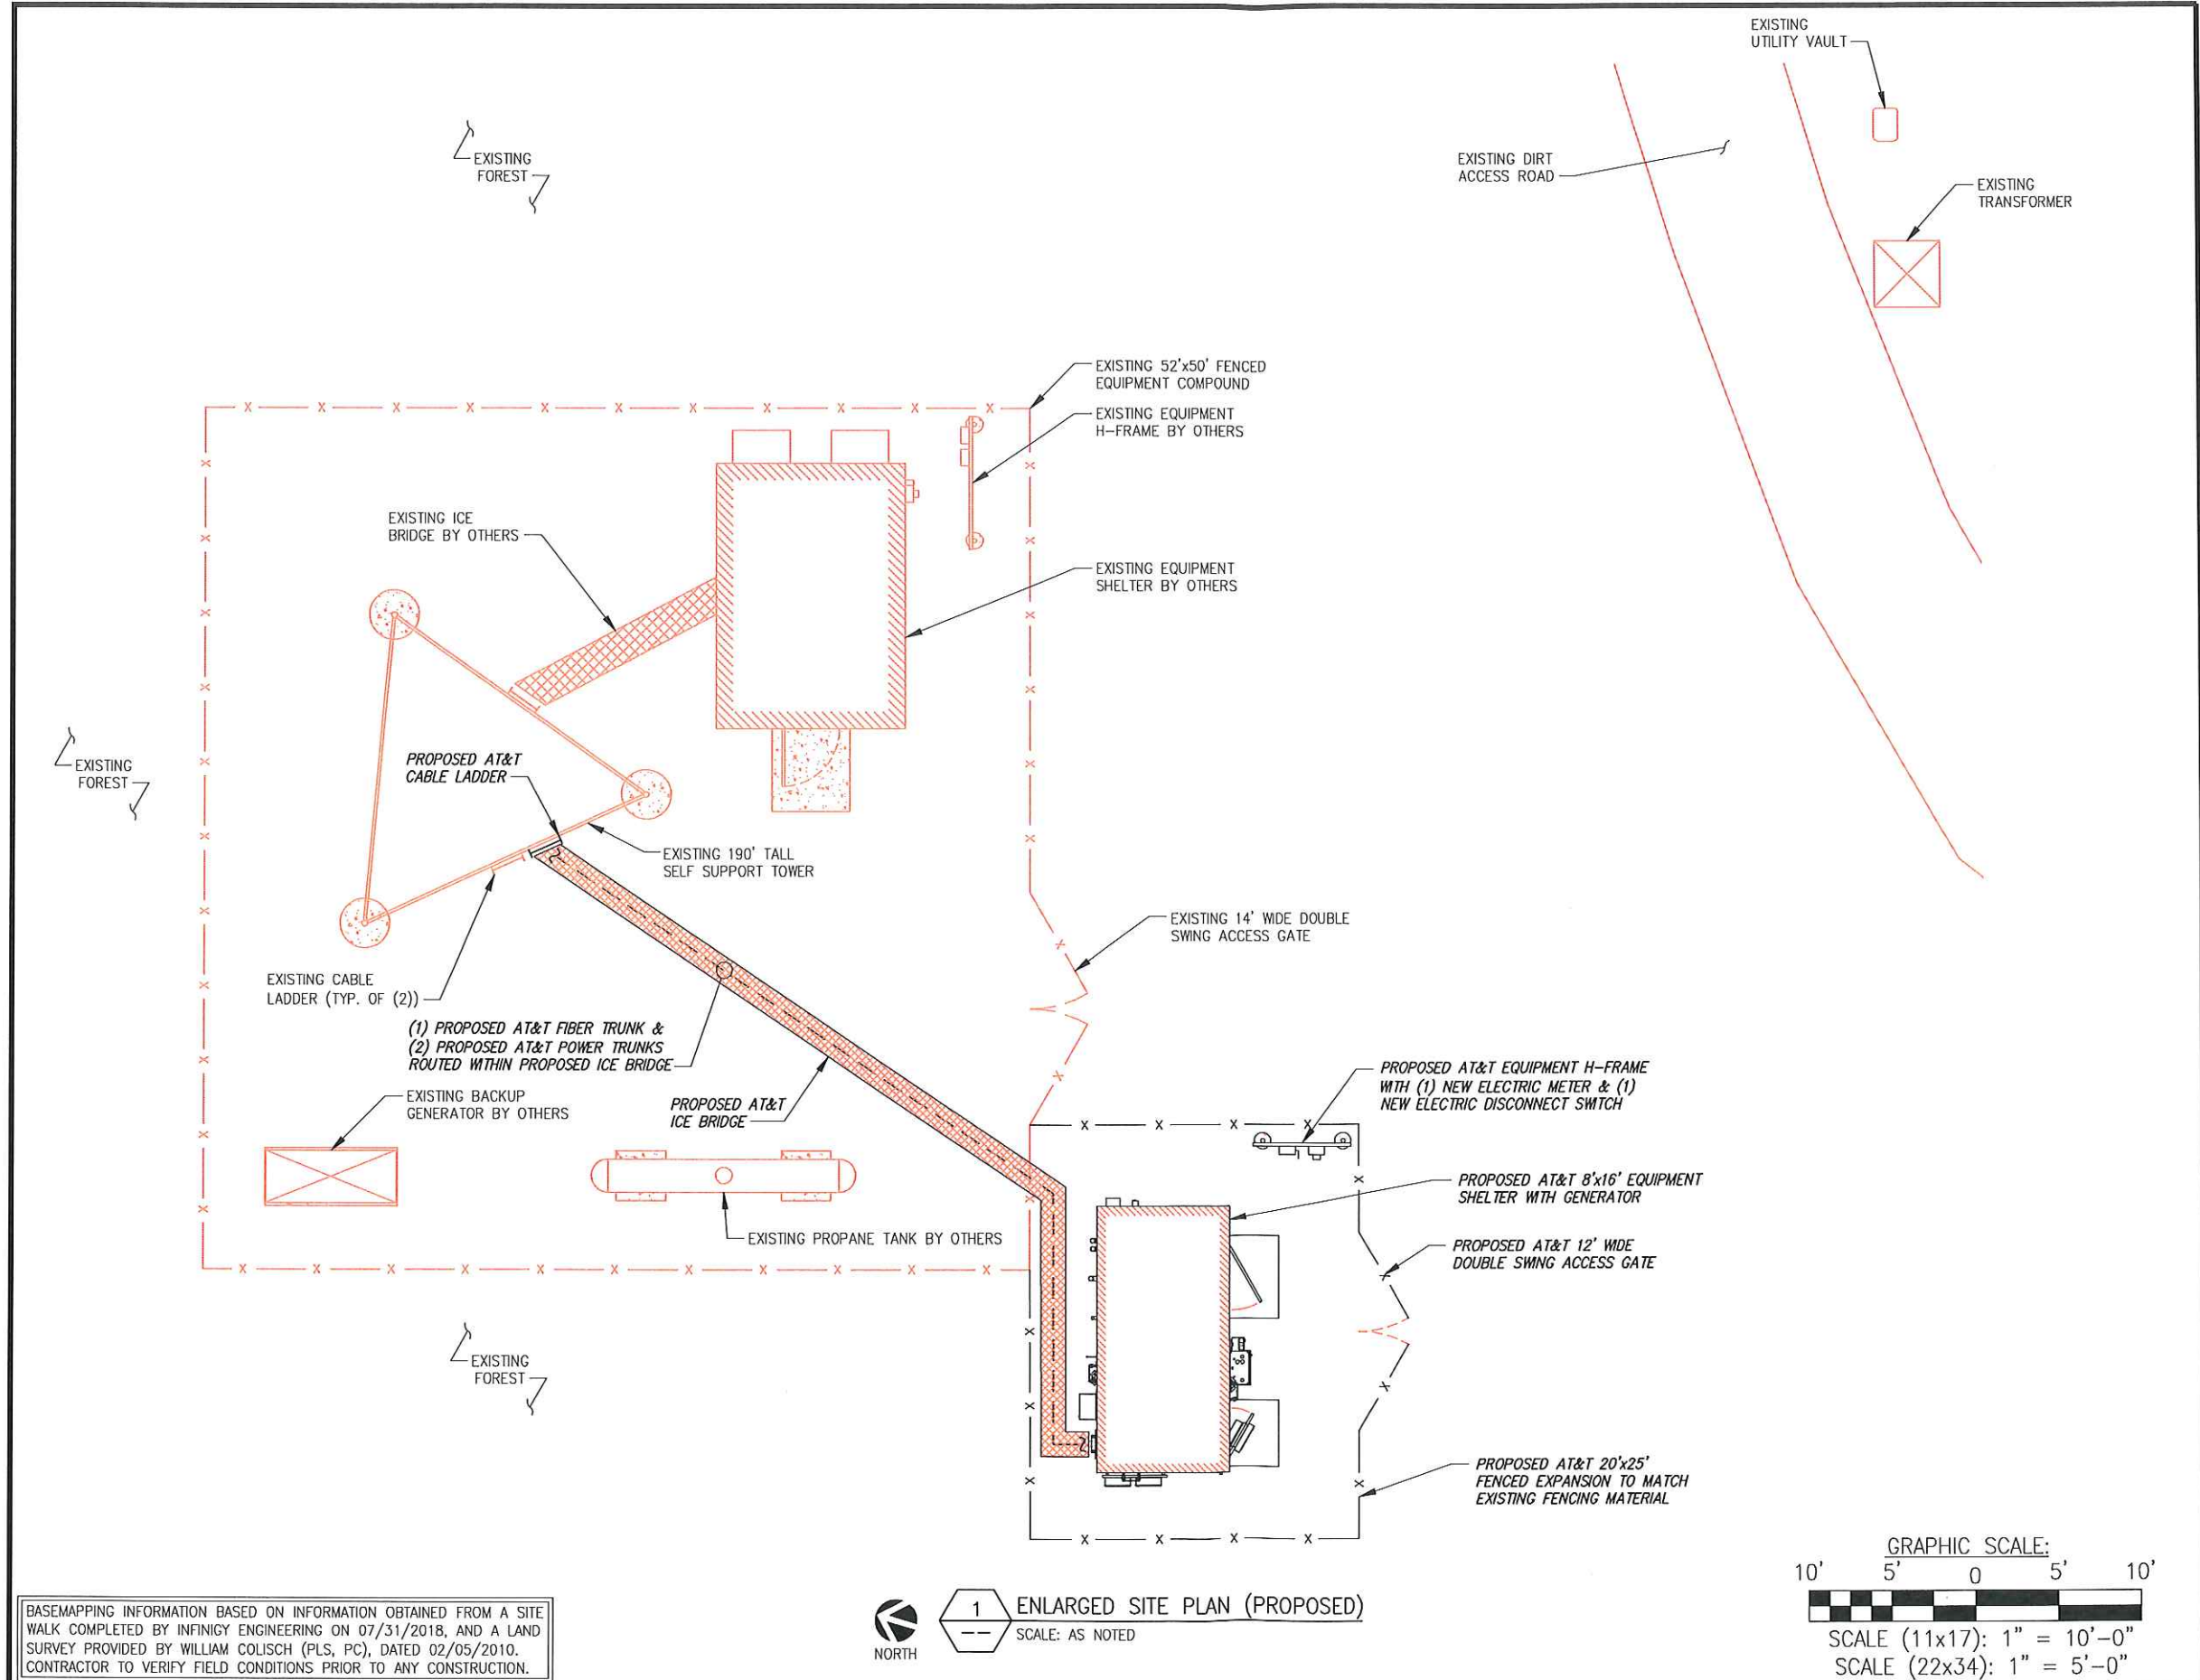 EXISTING
UTILITY VAULT
EXISTING
FOREST
EXISTING DIRT
ACCESS ROAD
EXISTING
TRANSFORMER
EXISTING 52'x50' FENCED
EQUIPMENT COMPOUND
EXISTING EQUIPMENT
H-FRAME BY OTHERS
EXISTING ICE
BRIDGE BY OTHERS
EXISTING EQUIPMENT
SHELTER BY OTHERS
EXISTING
FOREST
PROPOSED AT&T
CABLE LADDER
EXISTING 190' TALL
SELF SUPPORT TOWER
EXISTING 14' WIDE DOUBLE
SWING ACCESS GATE
EXISTING CABLE
LADDER (TYP. OF (2))
(1) PROPOSED AT&T FIBER TRUNK &
(2) PROPOSED AT&T POWER TRUNKS
ROUTED WITHIN PROPOSED ICE BRIDGE
PROPOSED AT&T EQUIPMENT H-FRAME
WITH (1) NEW ELECTRIC METER & (1)
NEW ELECTRIC DISCONNECT SWITCH
EXISTING BACKUP
GENERATOR BY OTHERS
PROPOSED AT&T
ICE BRIDGE
PROPOSED AT&T 8'x16' EQUIPMENT
SHELTER WITH GENERATOR
EXISTING PROPANE TANK BY OTHERS
PROPOSED AT&T 12' WIDE
DOUBLE SWING ACCESS GATE
EXISTING
FOREST
PROPOSED AT&T 20'x25'
FENCED EXPANSION TO MATCH
EXISTING FENCING MATERIAL
BASEMAPPING INFORMATION BASED ON INFORMATION OBTAINED FROM A SITE
WALK COMPLETED BY INFINIGY ENGINEERING ON 07/31/2018, AND A LAND
SURVEY PROVIDED BY WILLIAM COLISCH (PLS, PC), DATED 02/05/2010.
CONTRACTOR TO VERIFY FIELD CONDITIONS PRIOR TO ANY CONSTRUCTION.
NORTH
1
--
ENLARGED SITE PLAN (PROPOSED)
SCALE: AS NOTED
GRAPHIC SCALE:
10' 5' 0 5' 10'
SCALE (11x17): 1" = 10'-0"
SCALE (22x34): 1" = 5'-0"